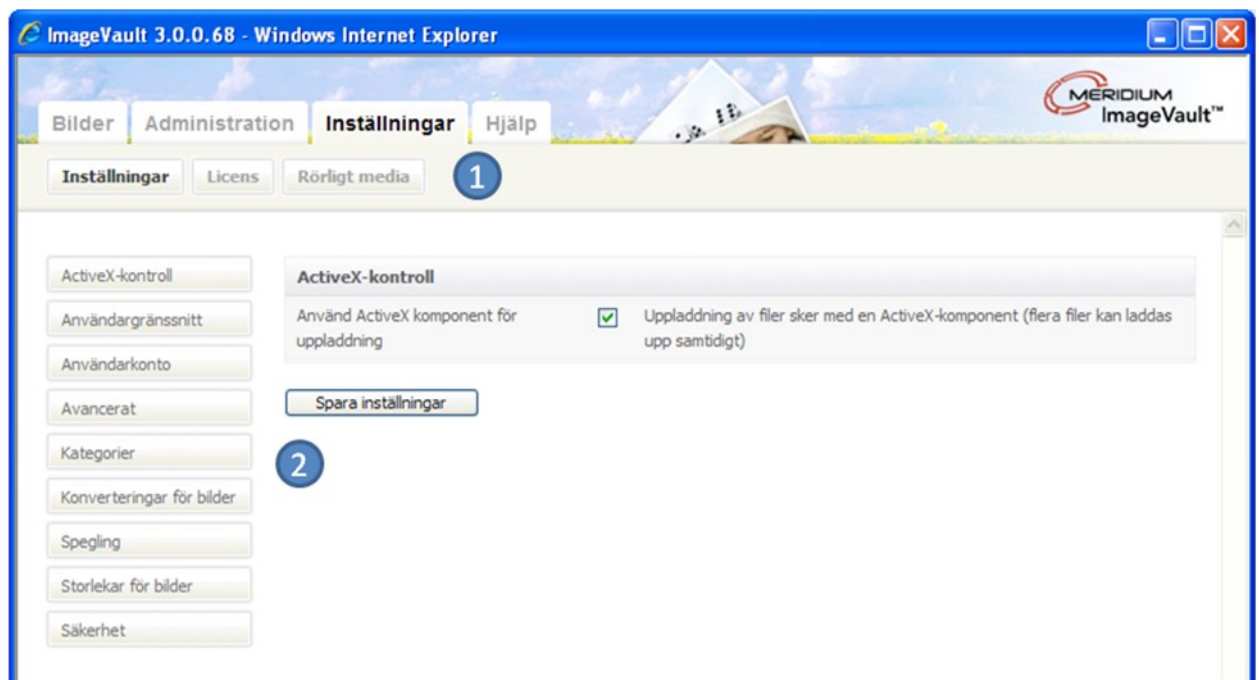 ImageVault 3.0.0.68 - Windows Internet Explorer
MERIDIUM
ImageVault™
Bilder Administration Inställningar Hjälp
Inställningar Licens Rörligt media 1
ActiveX-kontroll
Användargränssnitt
Användarkonto
Avancerat
Kategorier
Konverteringar för bilder
Spegling
Storlekar för bilder
Säkerhet
ActiveX-kontroll
Använd ActiveX komponent för
uppladdning
Uppladdning av filer sker med en ActiveX-komponent (flera filer kan laddas
upp samtidigt)
Spara inställningar
2